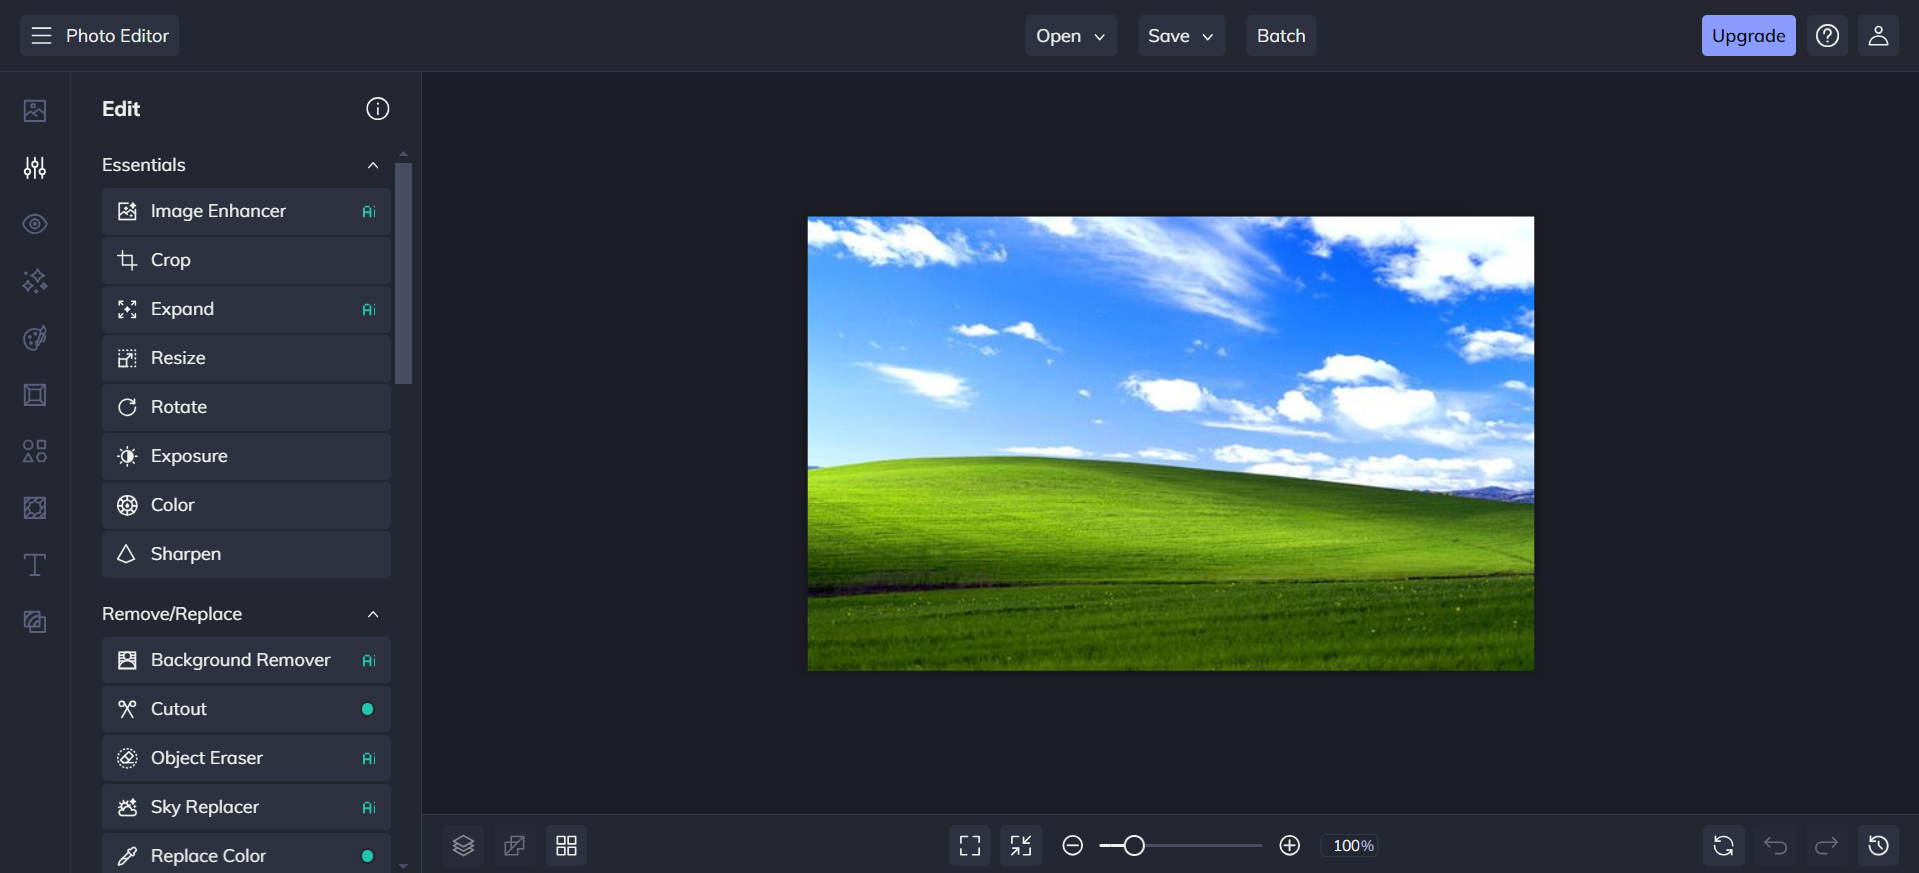 Photo Editor
Open
Save
Batch
Upgrade
Edit
Essentials
Image Enhancer Ai
Crop
Expand Ai
Resize
Rotate
Exposure
Color
Sharpen
Remove/Replace
Background Remover Ai
Cutout
Object Eraser Ai
Sky Replacer Ai
Replace Color
100%